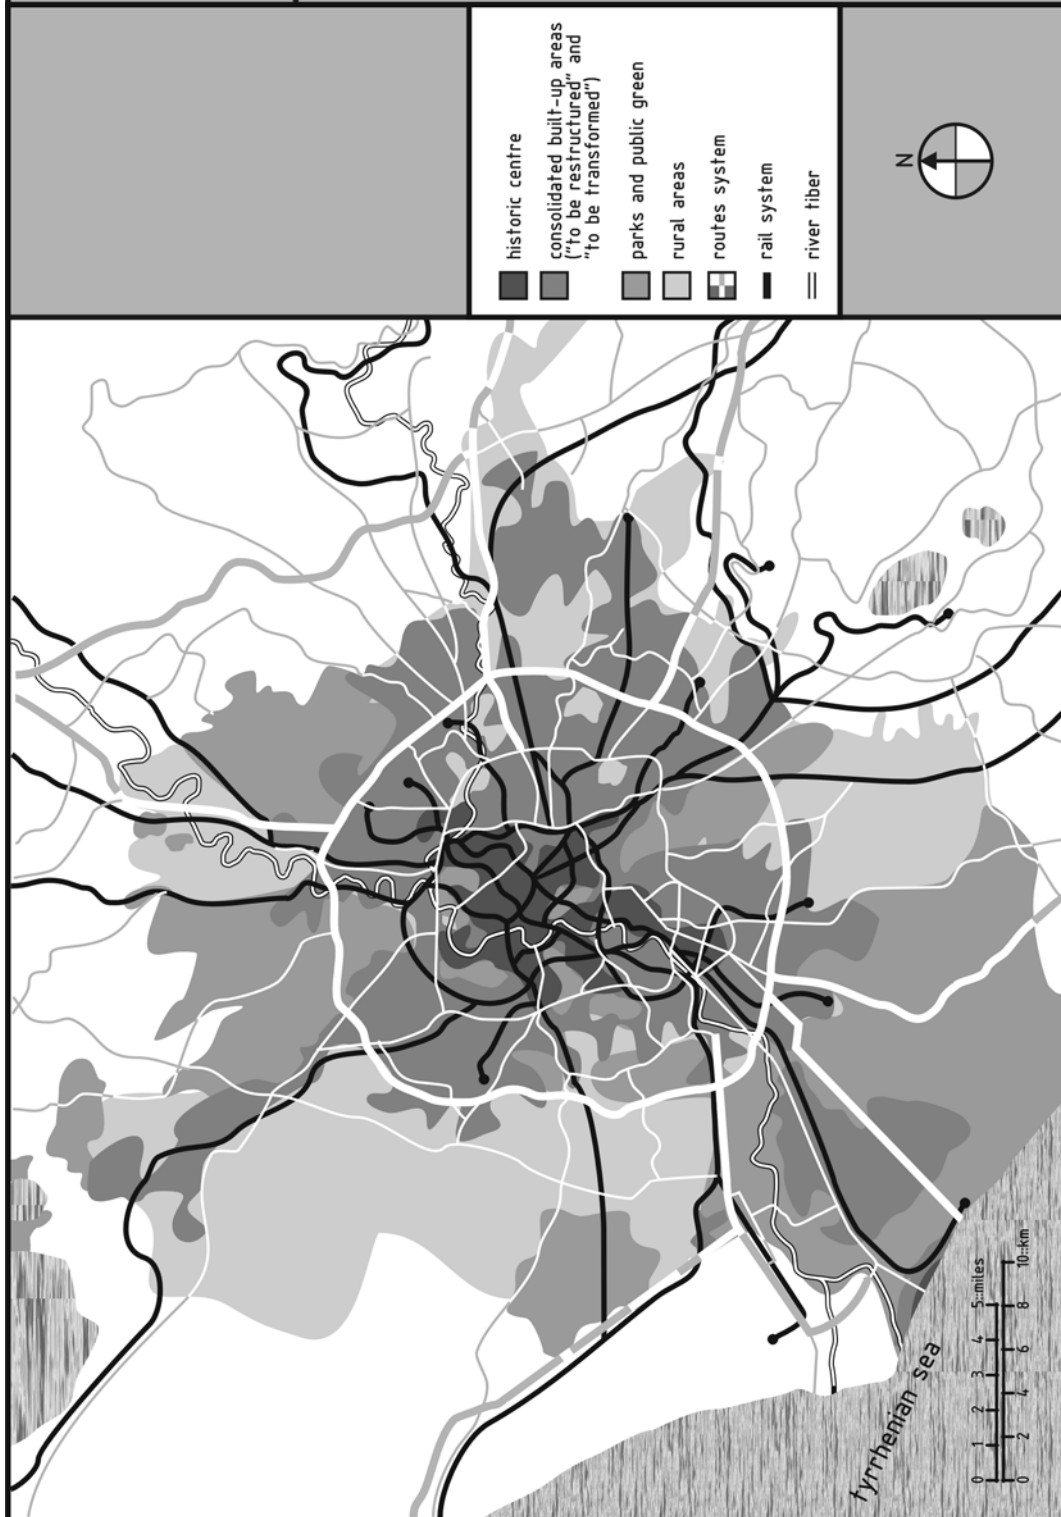 historic centre
consolidated built-up areas
("to be restructured" and
"to be transformed")
parks and public green
rural areas
routes system
rail system
river tiber
N
tyrrhenian sea
0 1 2 3 4 5::miles
0 2 4 6 8 10::km